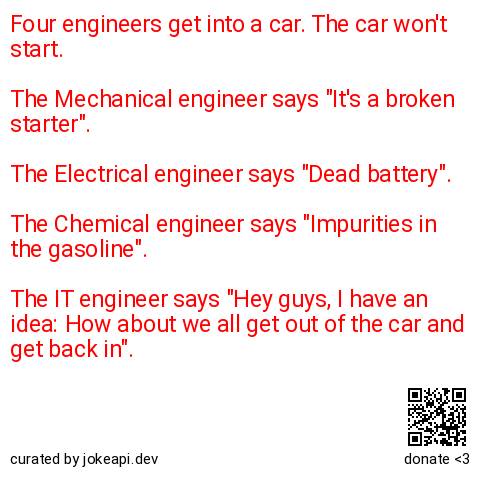 Four engineers get into a car. The car won't
start.
The Mechanical engineer says "It's a broken
starter".
The Electrical engineer says "Dead battery".
The Chemical engineer says "Impurities in
the gasoline".
The IT engineer says "Hey guys, I have an
idea: How about we all get out of the car and
get back in".
curated by jokeapi.dev
donate <3